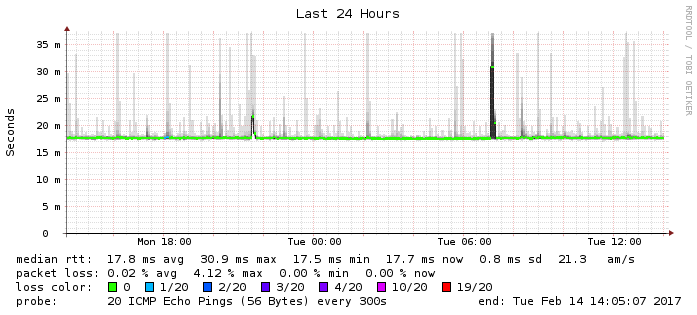 Last 24 Hours
RRDTOOL / TOBI OETIKER
Seconds
35 m
30 m
25 m
20 m
15 m
10 m
5 m
0
Mon 18:00 Tue 00:00 Tue 06:00 Tue 12:00
median rtt: 17.8 ms avg 30.9 ms max 17.5 ms min 17.7 ms now 0.8 ms sd 21.3 am/s
packet loss: 0.02 % avg 4.12 % max 0.00 % min 0.00 % now
loss color: 0 1/20 2/20 3/20 4/20 10/20 19/20
probe: 20 ICMP Echo Pings (56 Bytes) every 300s end: Tue Feb 14 14:05:07 2017